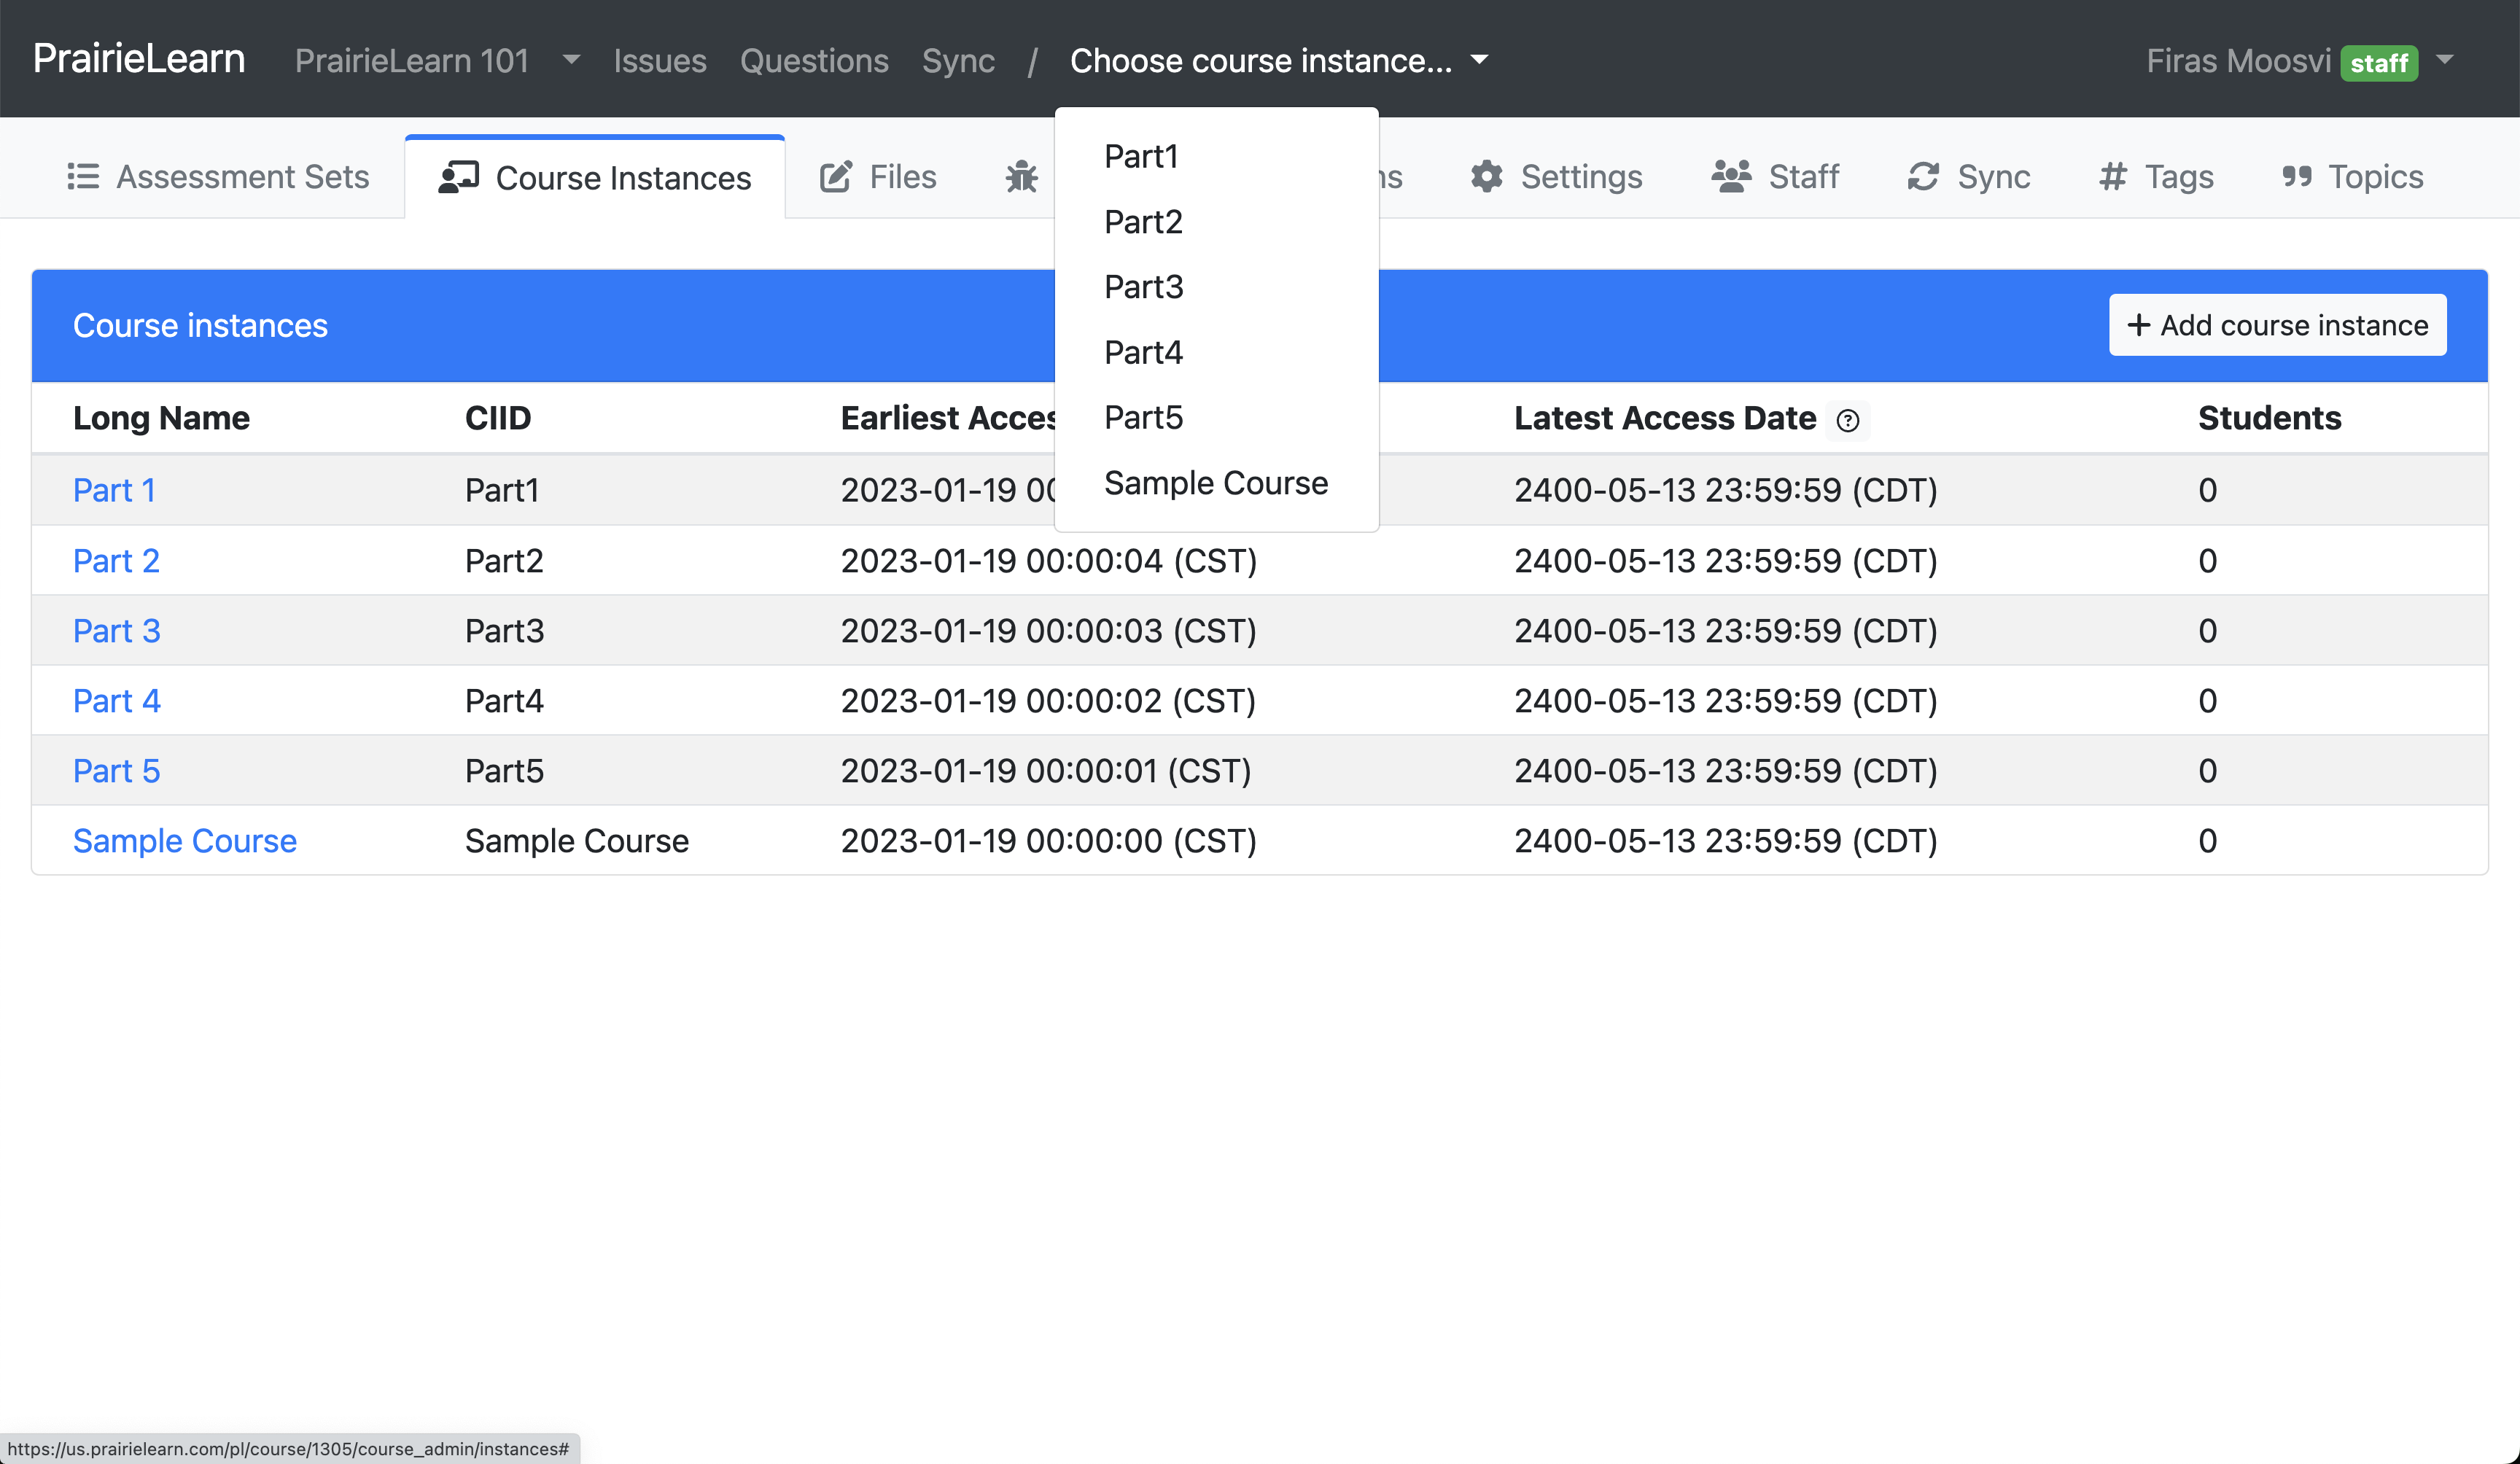 PrairieLearn PrairieLearn 101 Issues Questions Sync / Choose course instance... Firas Moosvi staff
Assessment Sets Course Instances Files Settings Staff Sync Tags Topics
Part1
Part2
Part3
Part4
Part5
Sample Course
Course instances + Add course instance
Long Name CIID Earliest Latest Access Date ? Students
Part 1 Part1 2023-01-19 2400-05-13 23:59:59 (CDT) 0
Part 2 Part2 2023-01-19 00:00:04 (CST) 2400-05-13 23:59:59 (CDT) 0
Part 3 Part3 2023-01-19 00:00:03 (CST) 2400-05-13 23:59:59 (CDT) 0
Part 4 Part4 2023-01-19 00:00:02 (CST) 2400-05-13 23:59:59 (CDT) 0
Part 5 Part5 2023-01-19 00:00:01 (CST) 2400-05-13 23:59:59 (CDT) 0
Sample Course Sample Course 2023-01-19 00:00:00 (CST) 2400-05-13 23:59:59 (CDT) 0
https://us.prairielearn.com/pl/course/1305/course_admin/instances#